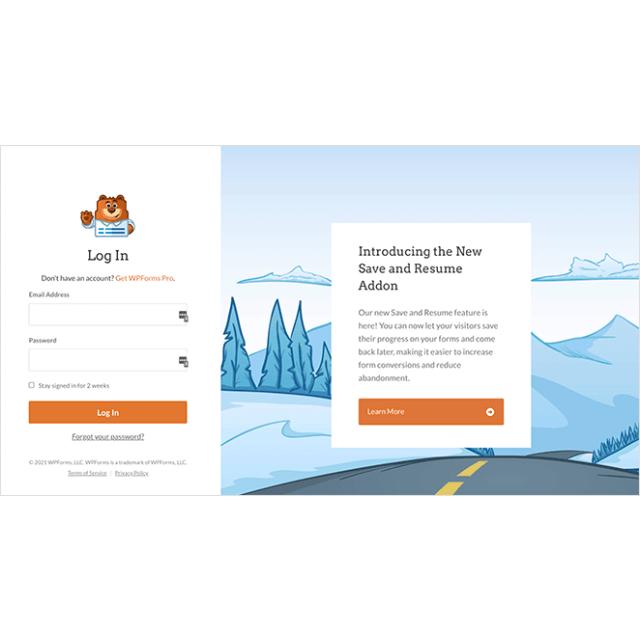 Log In
Don't have an account? Get WPForms Pro.
Email Address
Password
Stay signed in for 2 weeks
Log In
Forgot your password?
© 2021 WPForms, LLC. WPForms is a trademark of WPForms, LLC.
Terms of Service | Privacy Policy
Introducing the New
Save and Resume
Addon
Our new Save and Resume feature is
here! You can now let your visitors save
their progress on your forms and come
back later, making it easier to increase
form conversions and reduce
abandonment.
Learn More